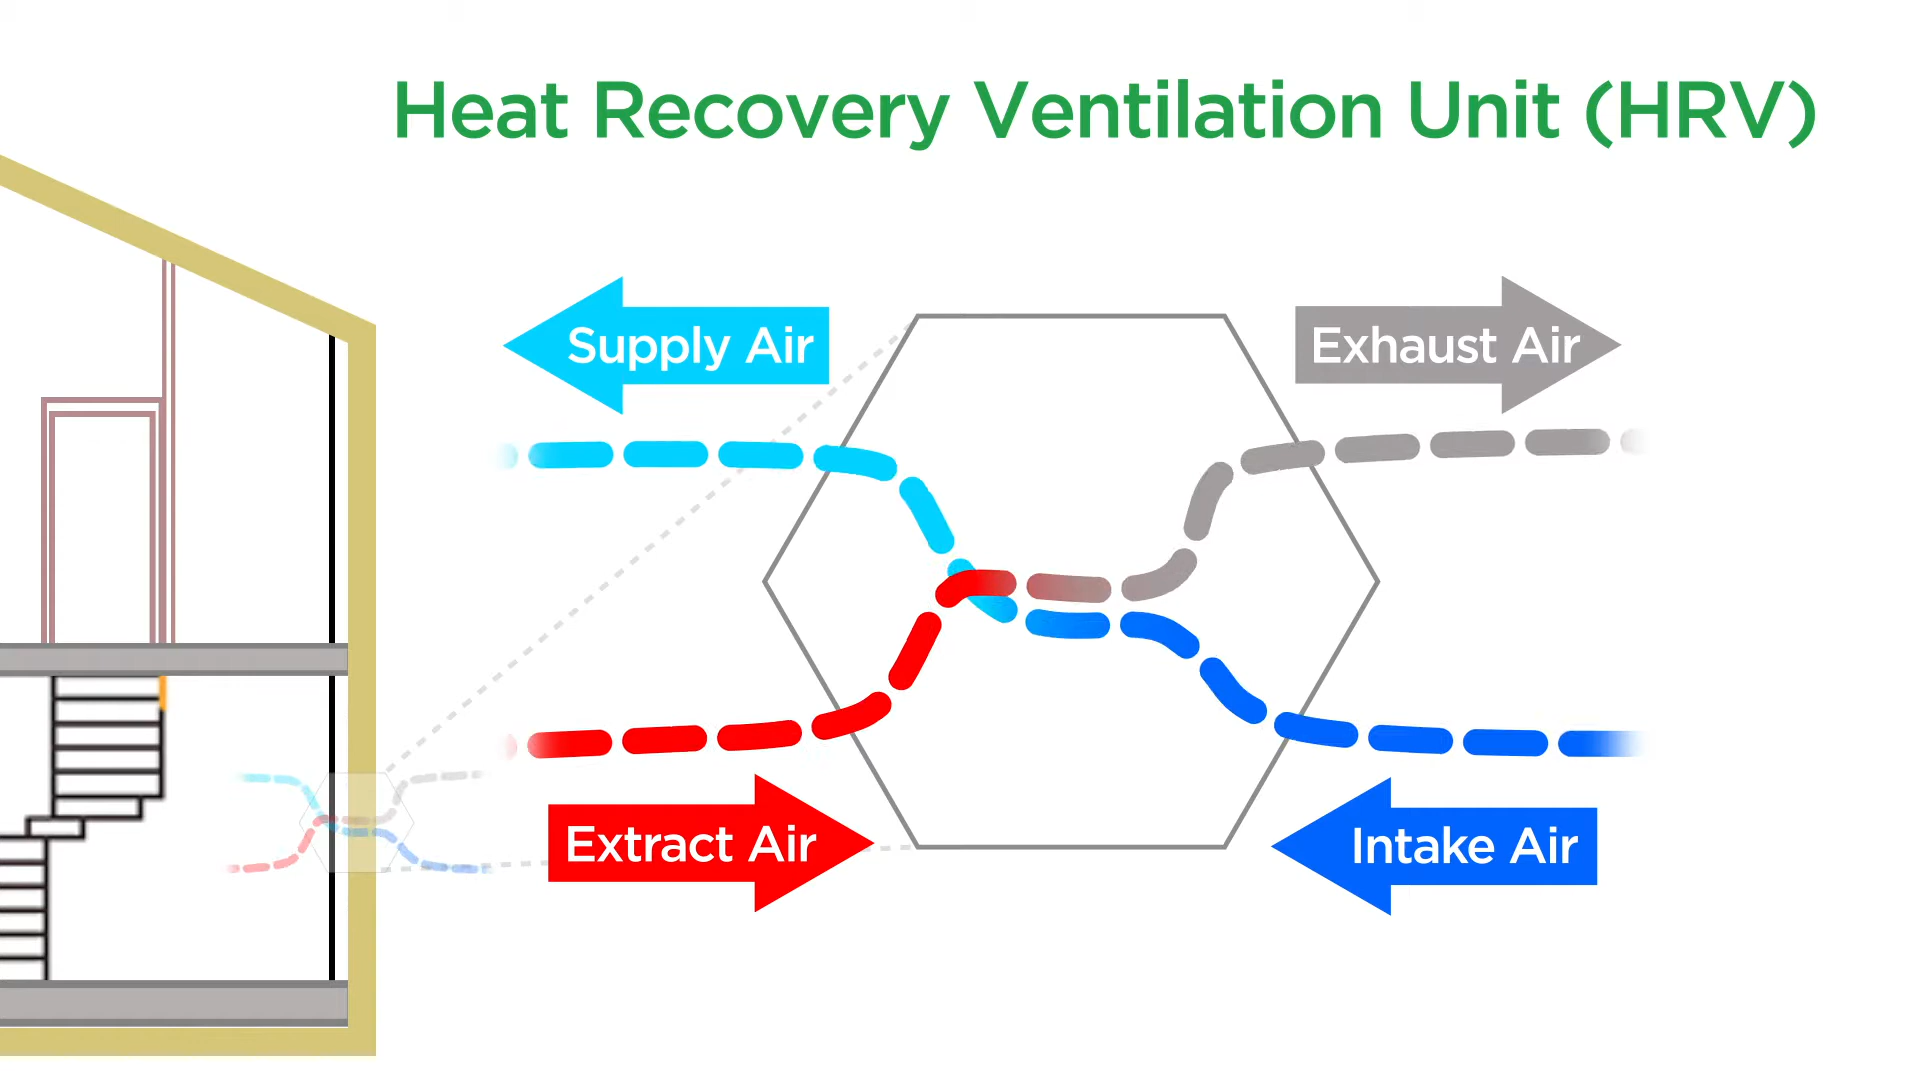 Heat Recovery Ventilation Unit (HRV)
Supply Air
Exhaust Air
Extract Air
Intake Air